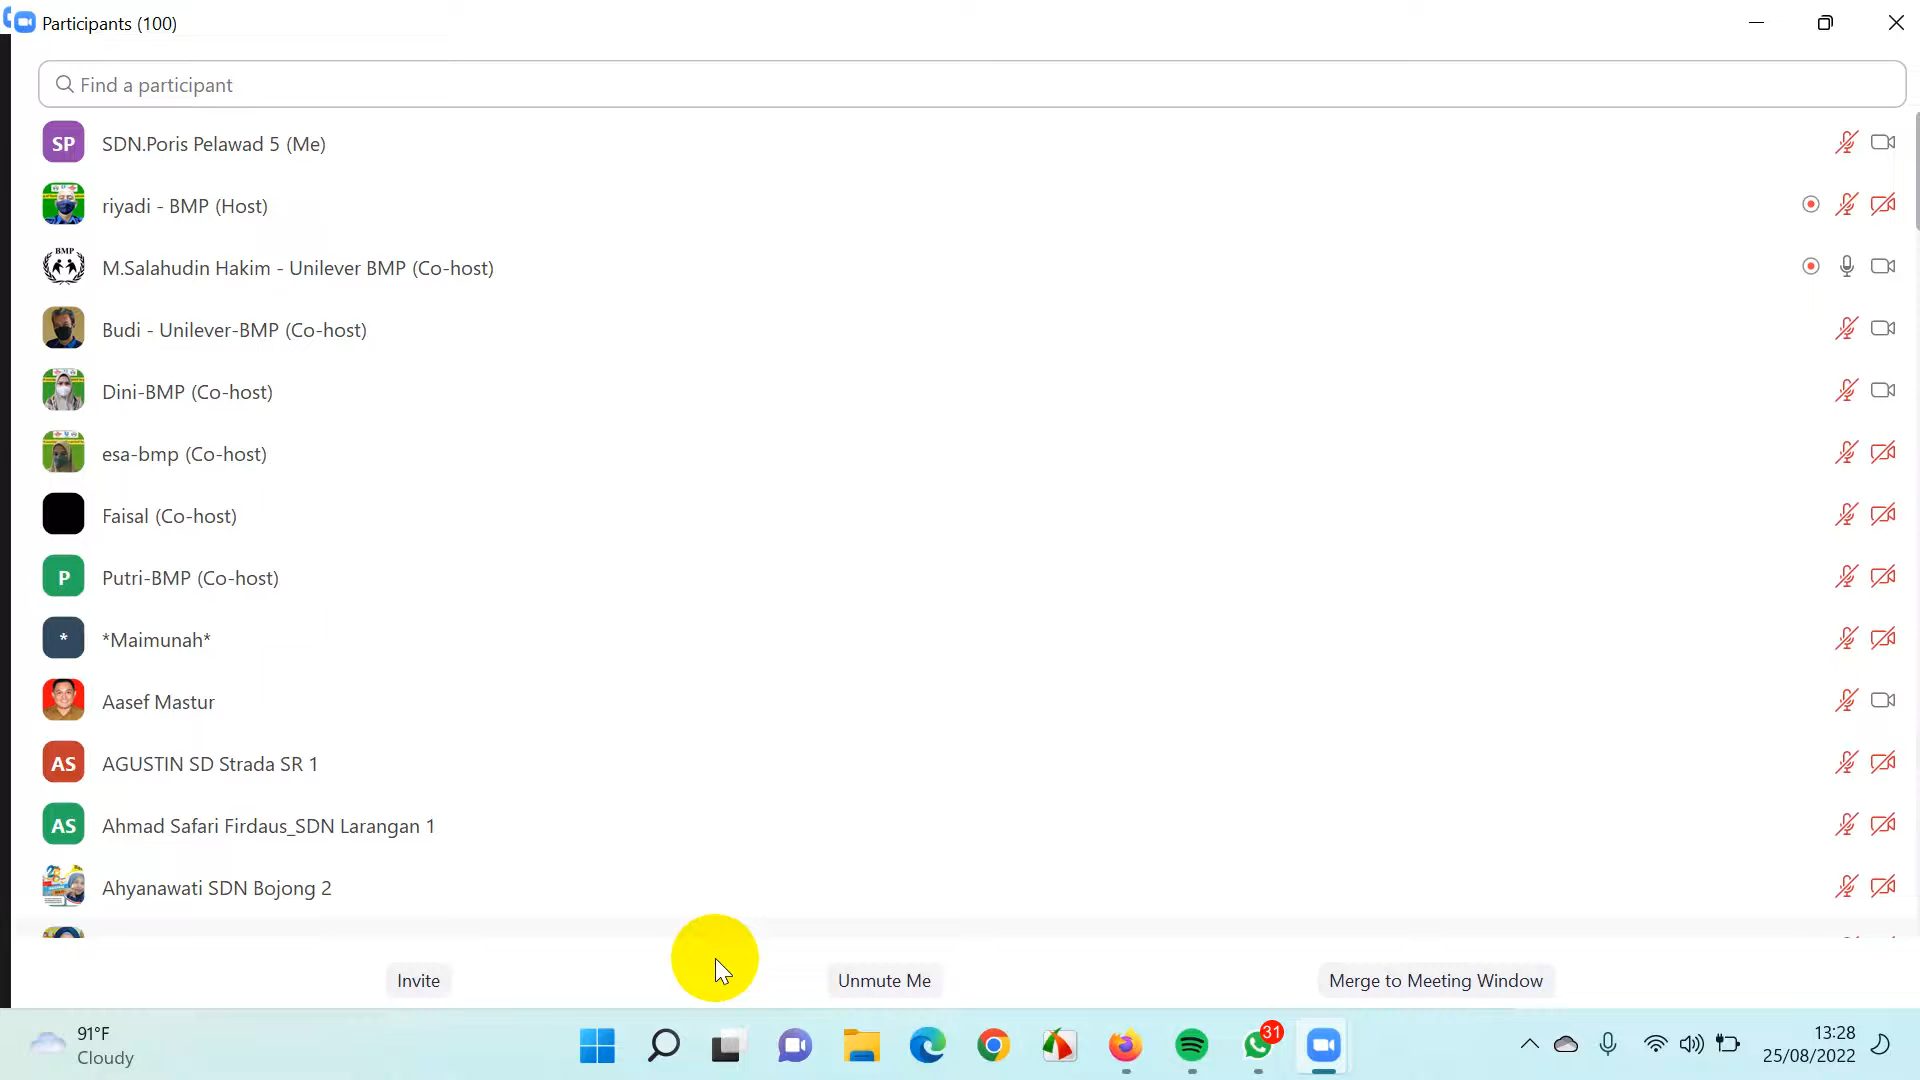 Participants (100)
Find a participant
SP SDN.Poris Pelawad 5 (Me)
riyadi - BMP (Host)
BMP M.Salahudin Hakim - Unilever BMP (Co-host)
Budi - Unilever-BMP (Co-host)
Dini-BMP (Co-host)
esa-bmp (Co-host)
Faisal (Co-host)
P Putri-BMP (Co-host)
* *Maimunah*
Aasef Mastur
AS AGUSTIN SD Strada SR 1
AS Ahmad Safari Firdaus_SDN Larangan 1
Ahyanawati SDN Bojong 2
Invite Unmute Me Merge to Meeting Window
91°F
Cloudy
31
13:28
25/08/2022